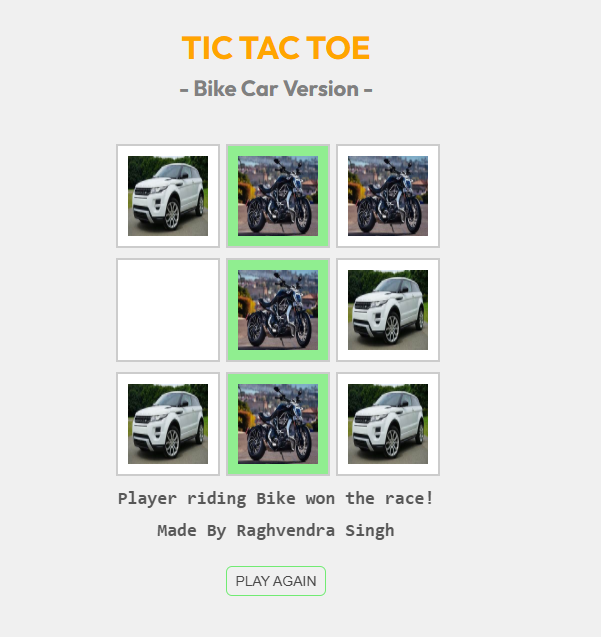 TIC TAC TOE
- Bike Car Version -
Player riding Bike won the race!
Made By Raghvendra Singh
PLAY AGAIN